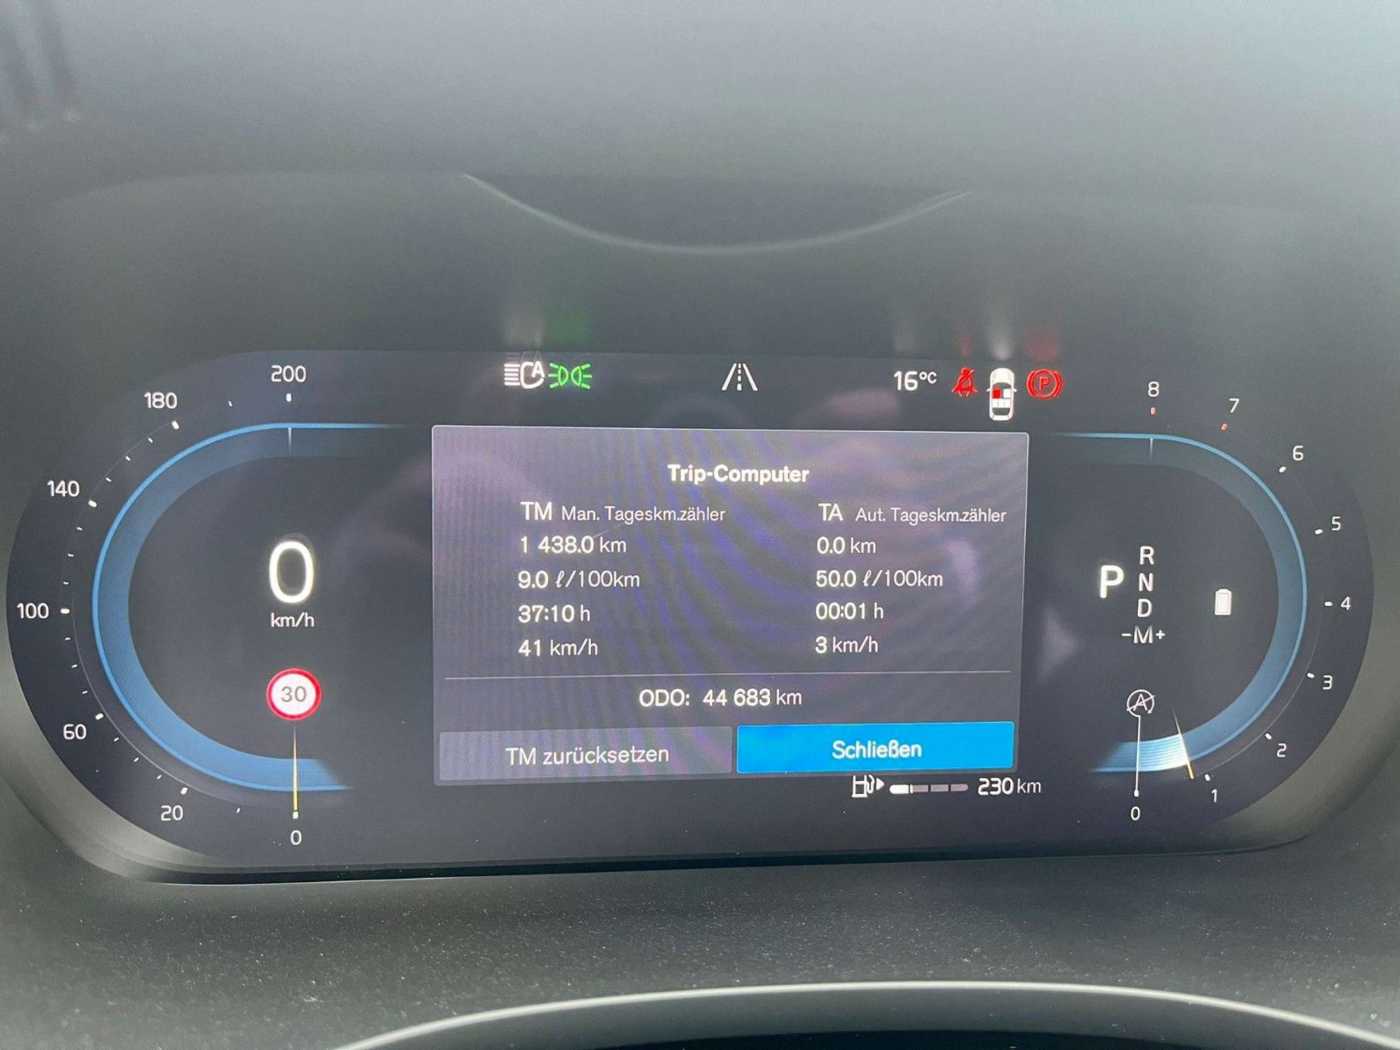 200
180
140
100
60
20
0
0
km/h
30
A
16°C
P
Trip-Computer
TM Man. Tageskm.zähler
1 438.0 km
9.0 ℓ/100km
37:10 h
41 km/h
TA Aut. Tageskm.zähler
0.0 km
50.0 ℓ/100km
00:01 h
3 km/h
ODO: 44 683 km
TM zurücksetzen
Schließen
230 km
P
R
N
D
-M+
A
8
7
6
5
4
3
2
1
0